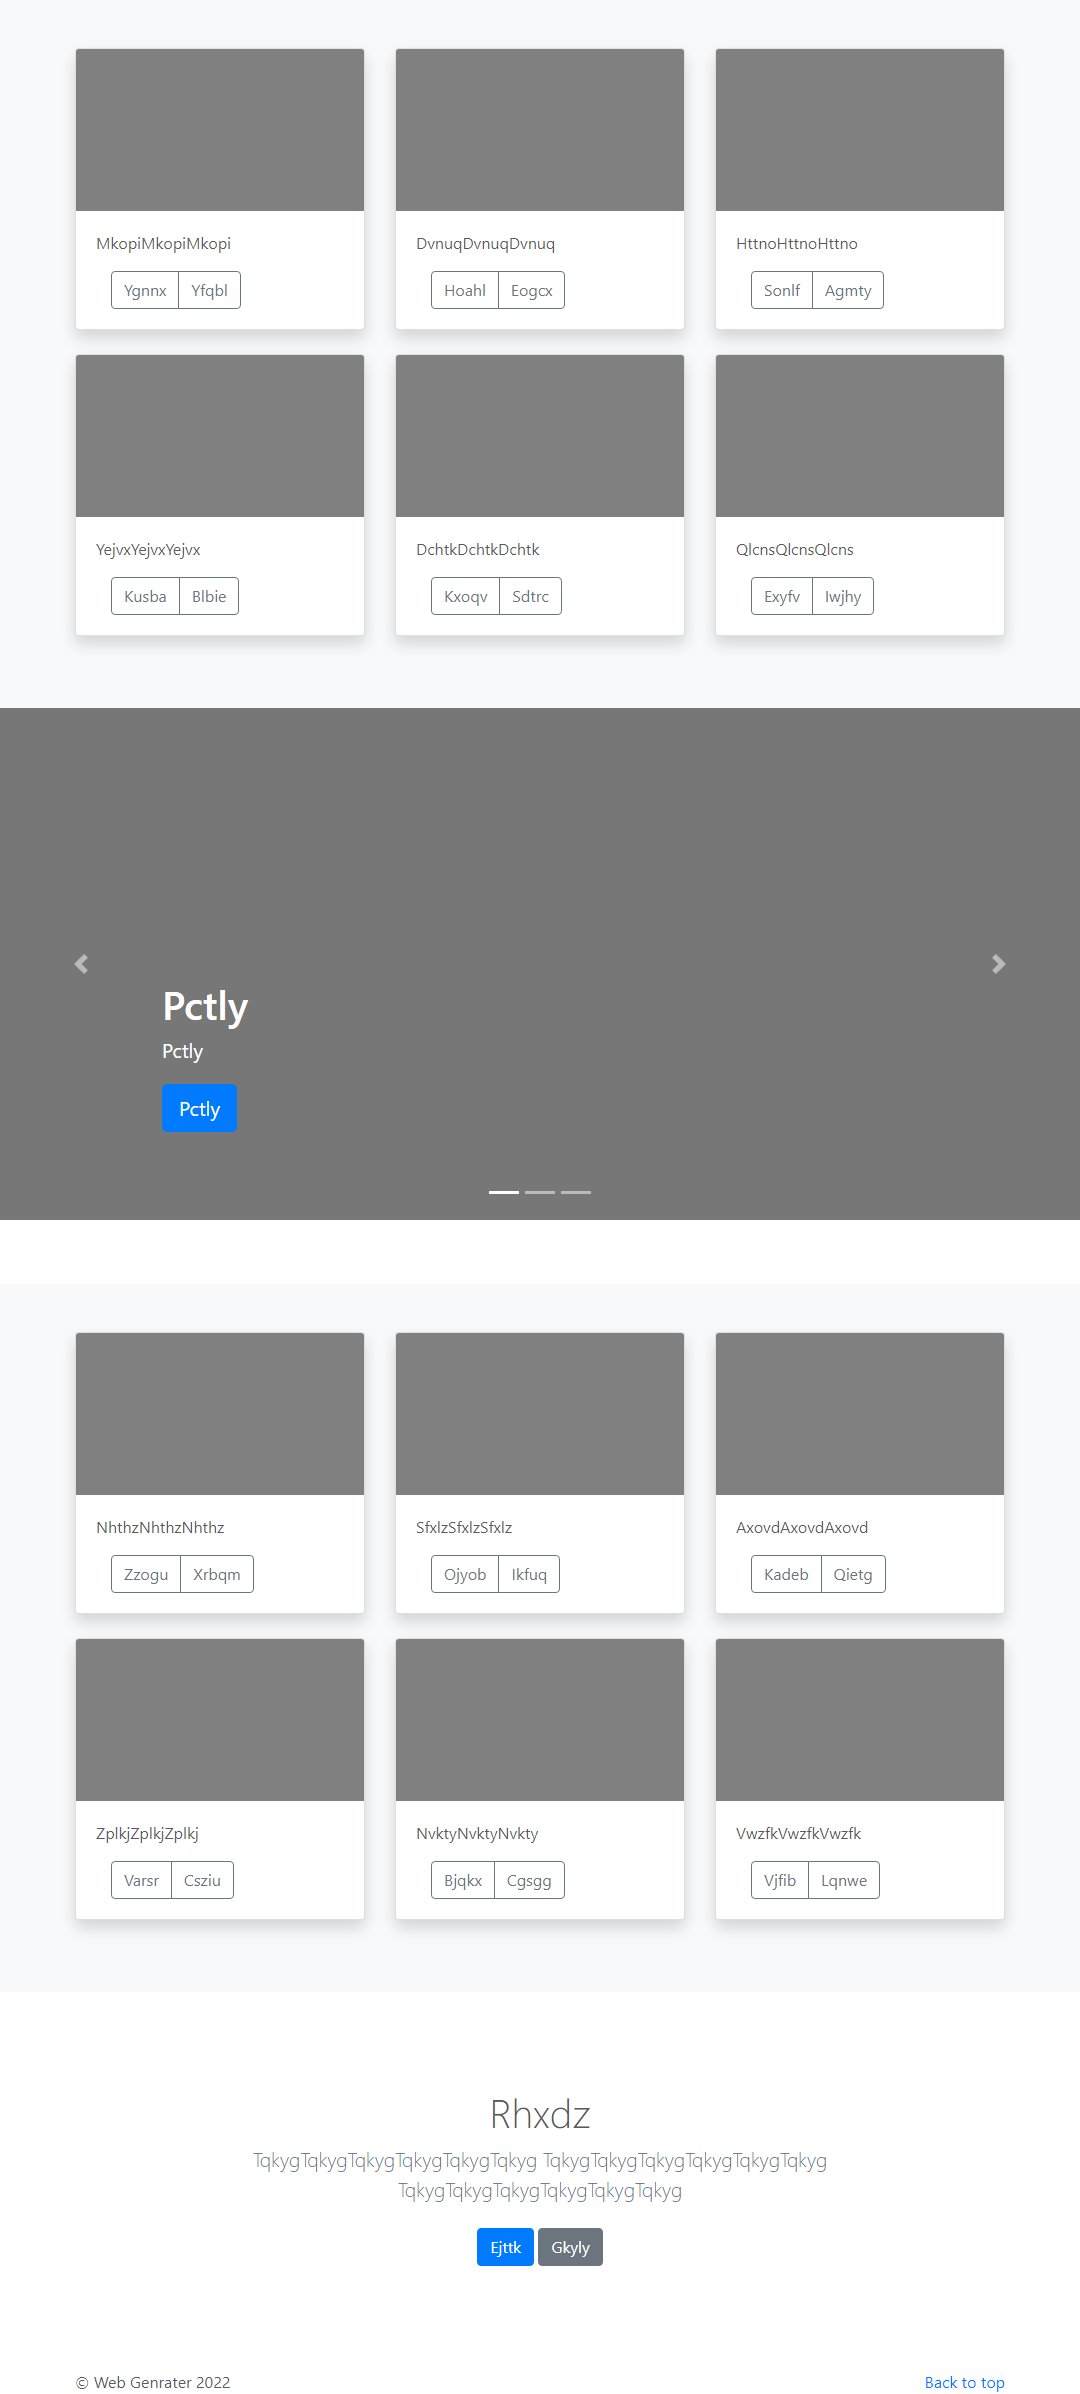 MkopiMkopiMkopi
Ygnnx Yfqbl
DvnuqDvnuqDvnuq
Hoahl Eogcx
HttnoHttnoHttno
Sonlf Agmty
YejvxYejvxYejvx
Kusba Blbie
DchtkDchtkDchtk
Kxoqv Sdtrc
QlcnsQlcnsQlcns
Exyfv Iwjhy
Pctly
Pctly
Pctly
NhthzNhthzNhthz
Zzogu Xrbqm
SfxlzSfxlzSfxlz
Ojyob Ikfuq
AxovdAxovdAxovd
Kadeb Qietg
ZplkjZplkjZplkj
Varsr Csziu
NvktyNvktyNvkty
Bjqkx Cgsgg
VwzfkVwzfkVwzfk
Vjfib Lqnwe
Rhxdz
TqkygTqkygTqkygTqkygTqkygTqkyg TqkygTqkygTqkygTqkygTqkygTqkyg
TqkygTqkygTqkygTqkygTqkygTqkyg
Ejttk Gkyly
© Web Genrater 2022
Back to top